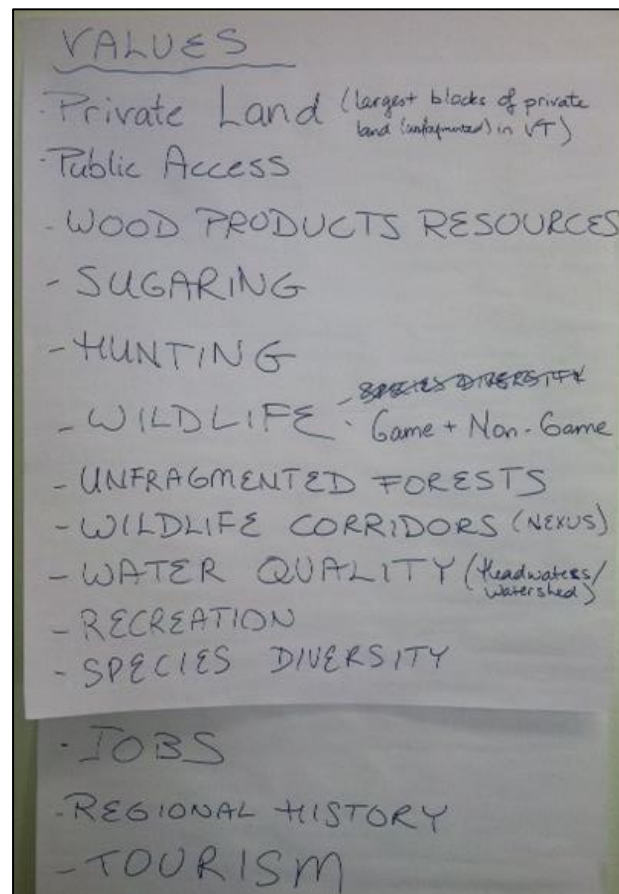 VALUES
· Private Land (largest blocks of private
land (unfragmented) in VT)
· Public Access
- WOOD PRODUCTS RESOURCES
- SUGARING
- HUNTING
- SPECIES DIVERSITY
- WILDLIFE · Game + Non-Game
- UNFRAGMENTED FORESTS
- WILDLIFE CORRIDORS (NEXUS)
- WATER QUALITY (Headwaters/
watershed)
- RECREATION
- SPECIES DIVERSITY
· JOBS
- REGIONAL HISTORY
- TOURISM